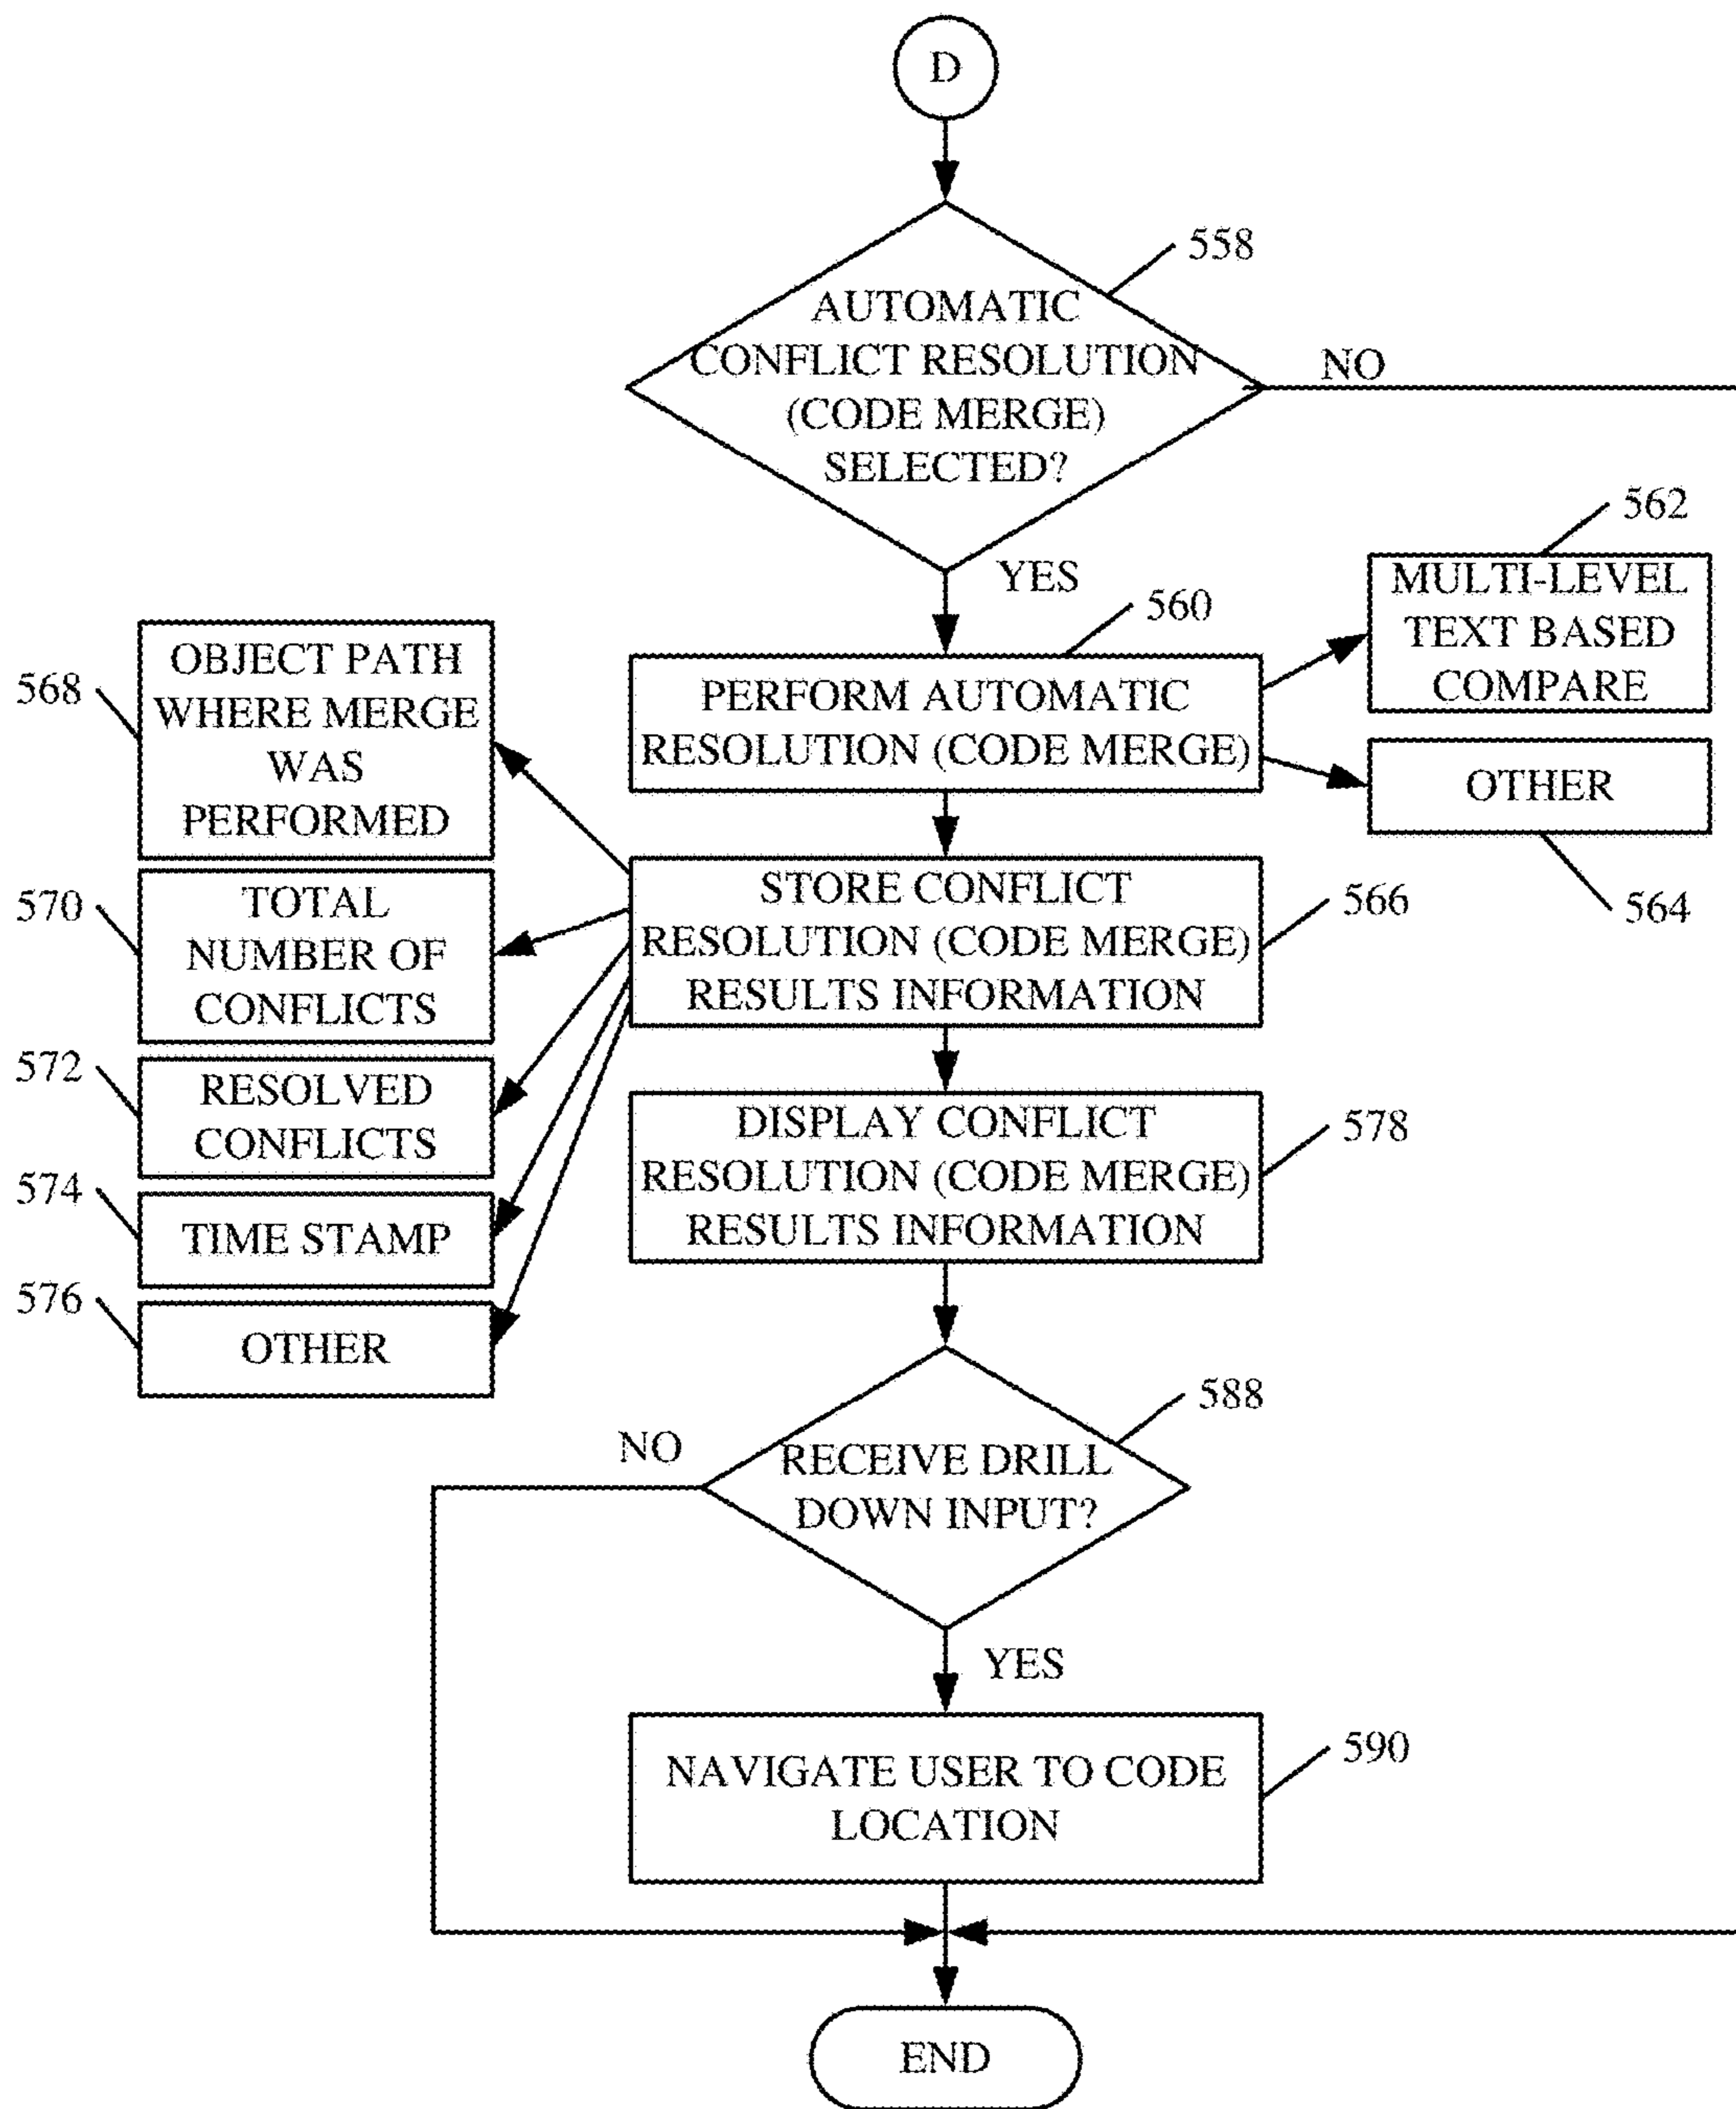 D
558
AUTOMATIC
CONFLICT RESOLUTION
(CODE MERGE)
SELECTED?
NO
YES
562
MULTI-LEVEL
TEXT BASED
COMPARE
560
PERFORM AUTOMATIC
RESOLUTION (CODE MERGE)
OTHER
564
568
OBJECT PATH
WHERE MERGE
WAS
PERFORMED
STORE CONFLICT
RESOLUTION (CODE MERGE)
RESULTS INFORMATION
566
570
TOTAL
NUMBER OF
CONFLICTS
572
RESOLVED
CONFLICTS
574
TIME STAMP
576
OTHER
DISPLAY CONFLICT
RESOLUTION (CODE MERGE)
RESULTS INFORMATION
578
588
RECEIVE DRILL
DOWN INPUT?
NO
YES
NAVIGATE USER TO CODE
LOCATION
590
END